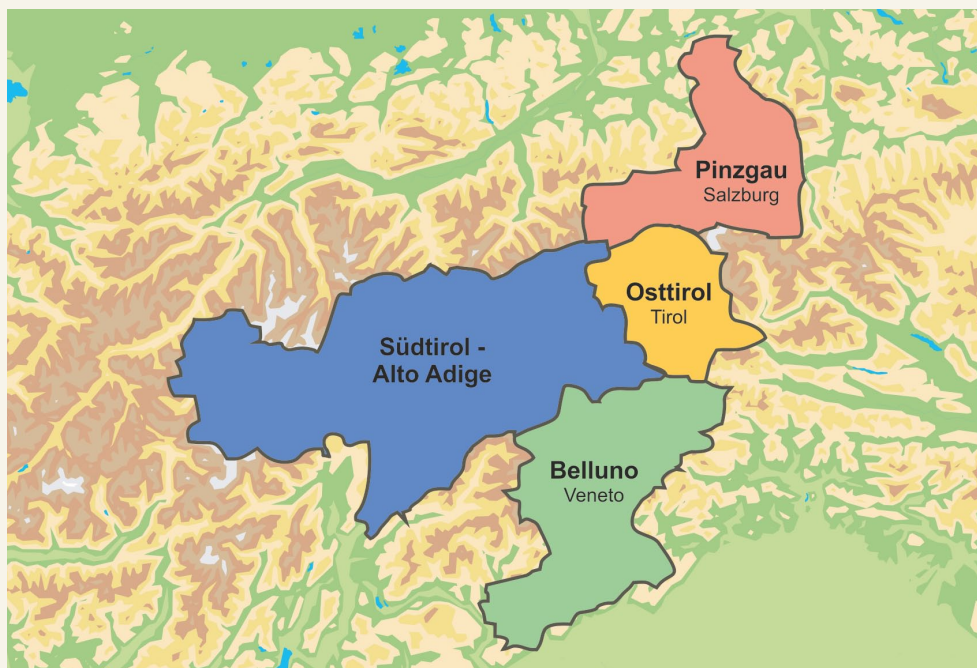 Pinzgau
Salzburg
Osttirol
Tirol
Südtirol -
Alto Adige
Belluno
Veneto